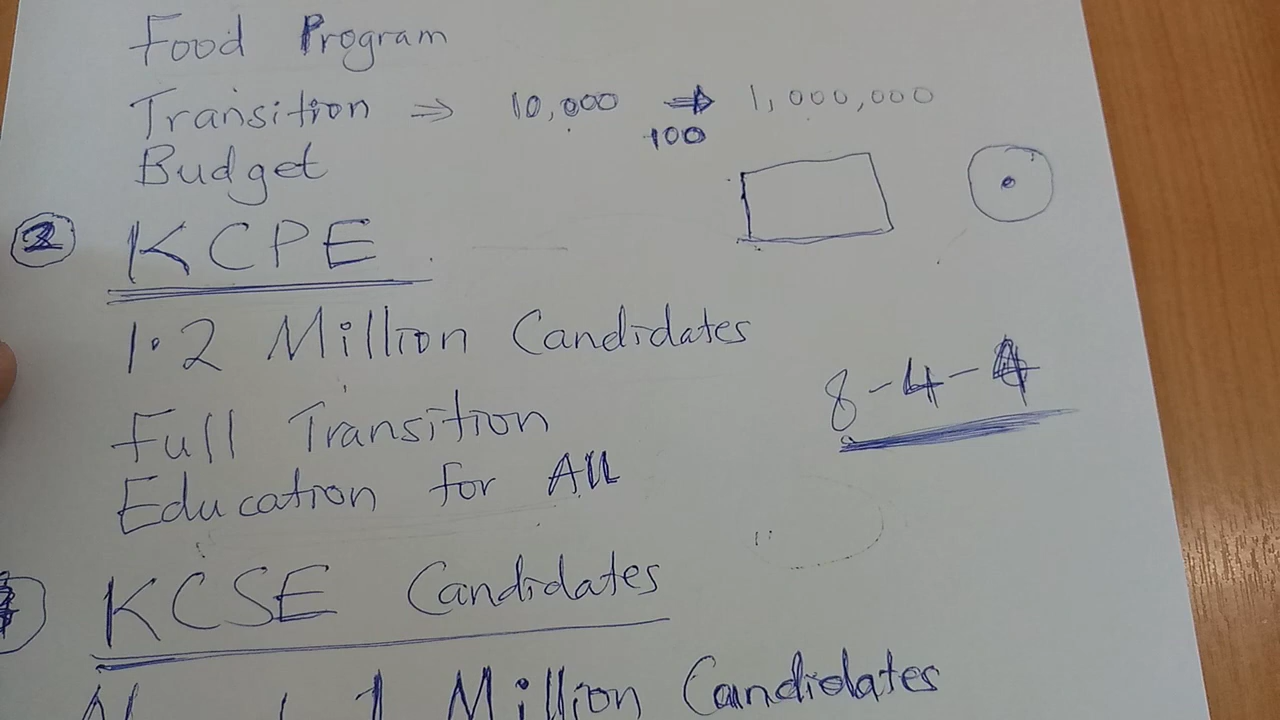 Food Program
Transition ⇒ 10,000 ⇒ 1,000,000
100
Budget
2 KCPE
1.2 Million Candidates
8-4-4
Full Transition
Education for All
KCSE Candidates
1 Million Candidates